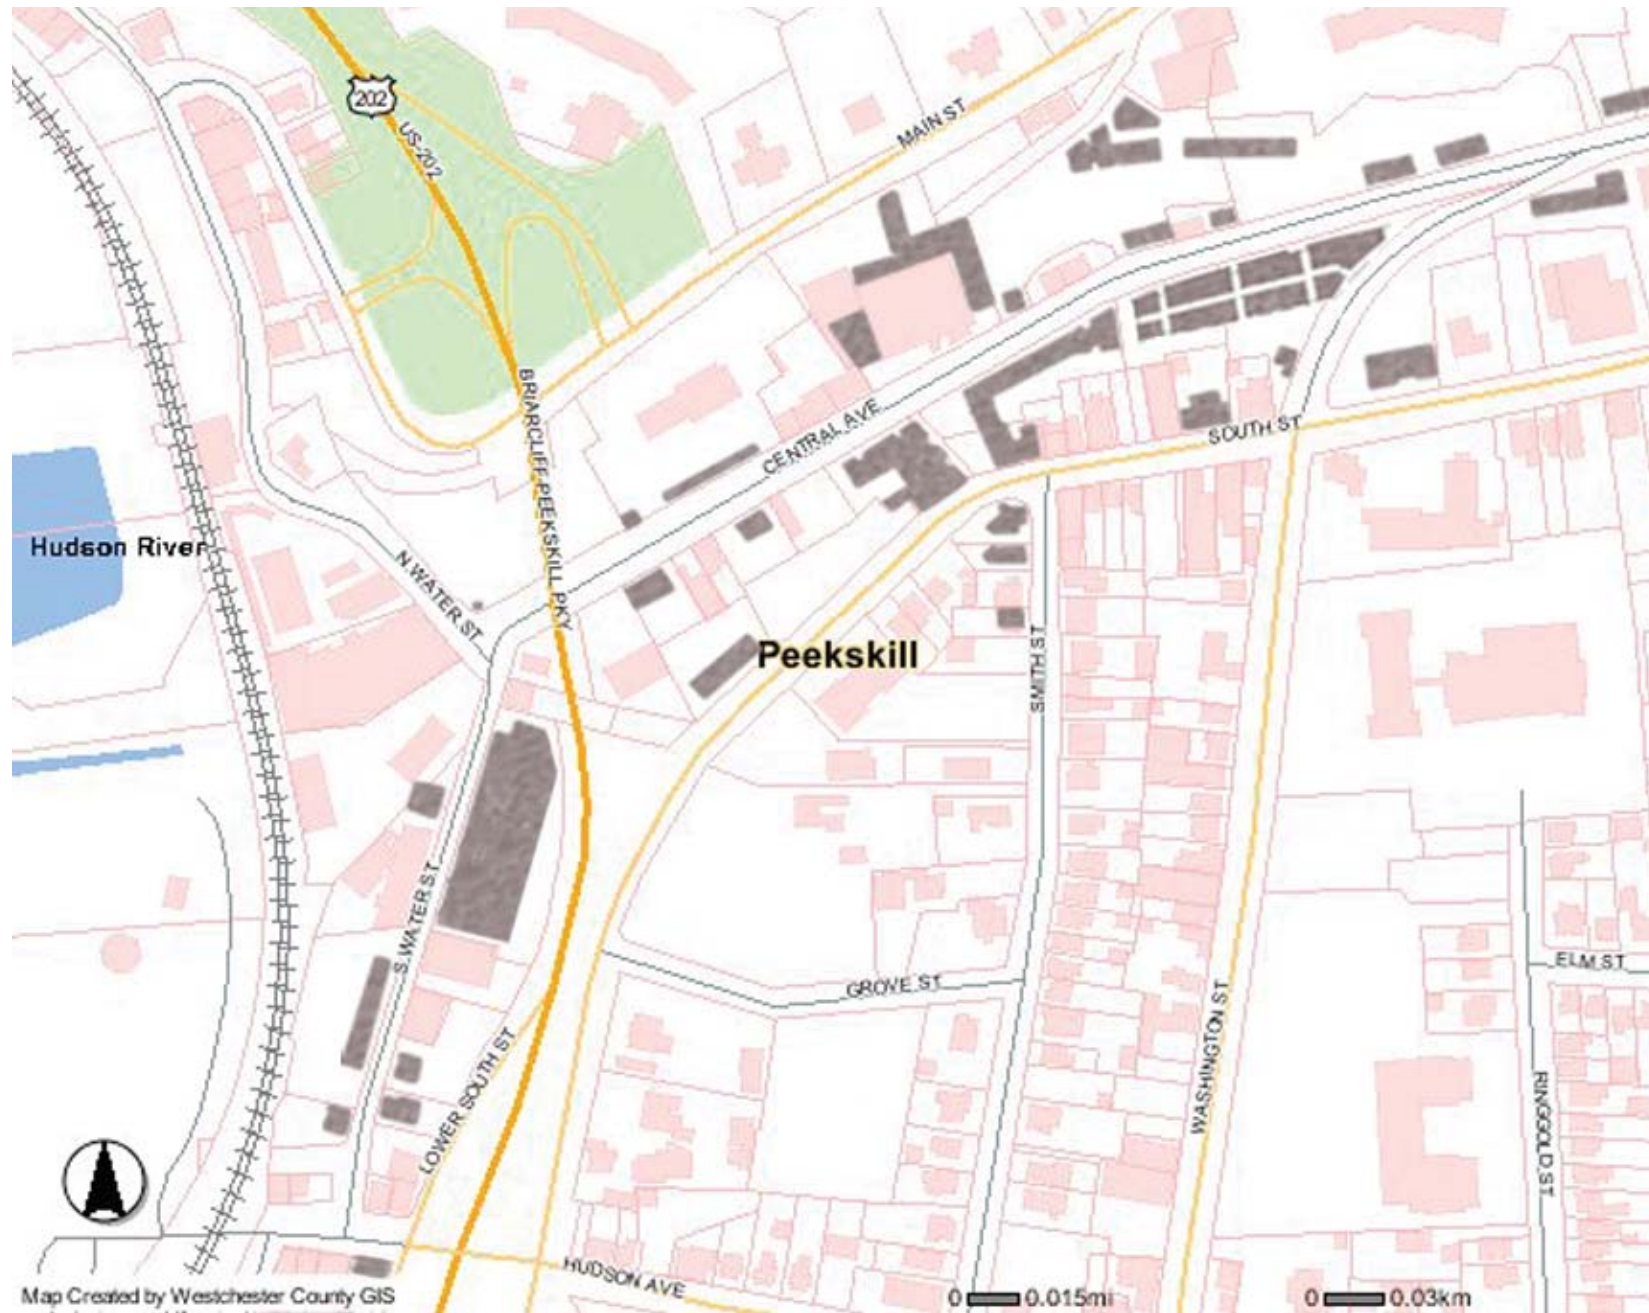 202
US-202
MAIN ST
BRIARCLIFF-PEEKSKILL PKY
CENTRAL AVE
SOUTH ST
Hudson River
N.WATER ST
Peekskill
SMITH ST
S.WATER ST
GROVE ST
ELM ST
WASHINGTON ST
LOWER SOUTH ST
RINGGOLD ST
HUDSON AVE
Map Created by Westchester County GIS
0 0.015mi
0 0.03km